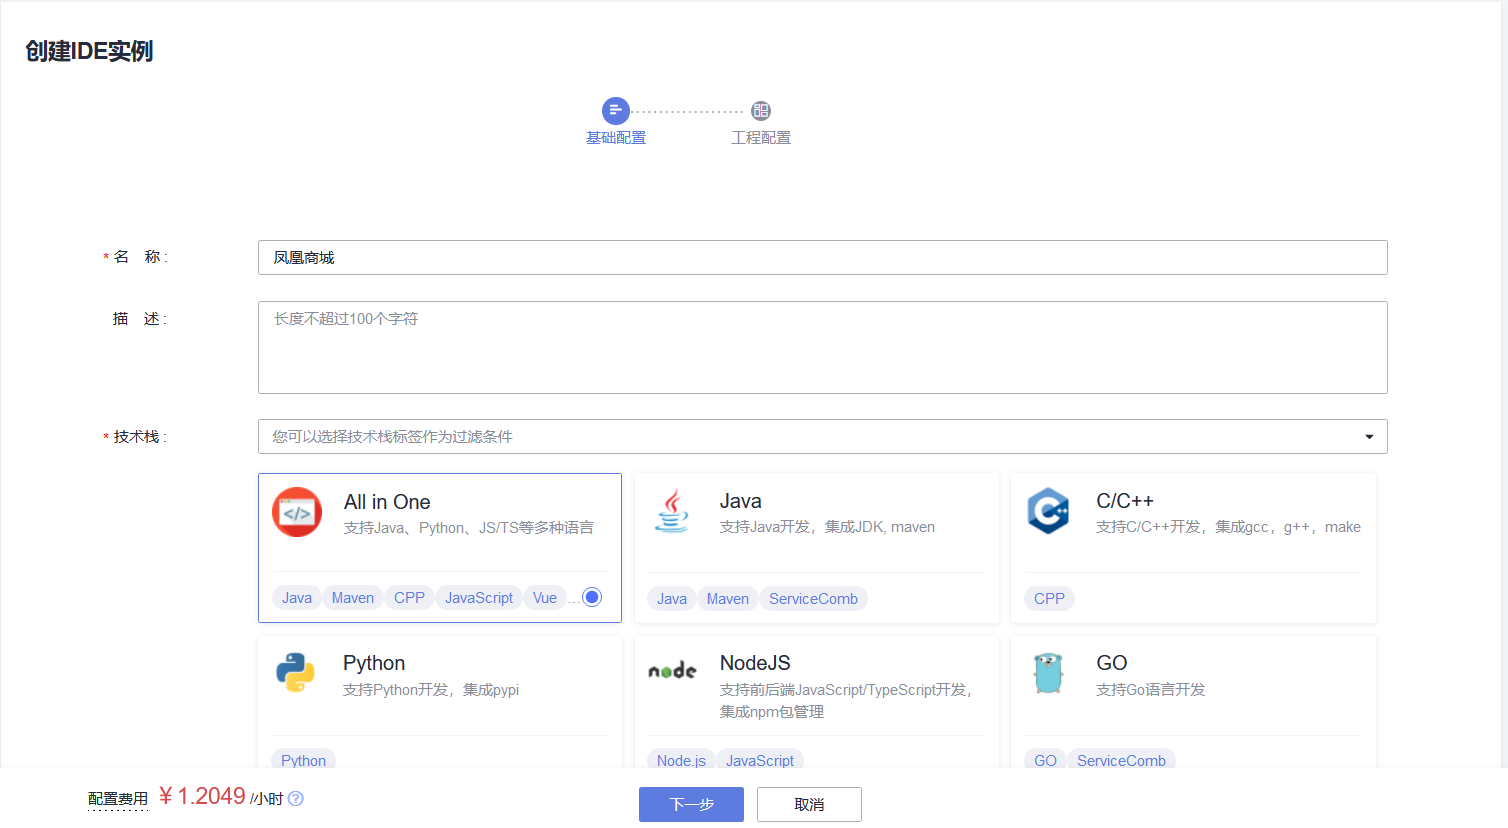 创建IDE实例
基础配置
工程配置
* 名 称 :
凤凰商城
描 述 :
长度不超过100个字符
* 技术栈 :
您可以选择技术栈标签作为过滤条件
All in One
支持Java、Python、JS/TS等多种语言
Java Maven CPP JavaScript Vue ...
Java
支持Java开发，集成JDK, maven
Java Maven ServiceComb
C/C++
支持C/C++开发，集成gcc，g++，make
CPP
Python
支持Python开发，集成pypi
Python
node
NodeJS
支持前后端JavaScript/TypeScript开发，
集成npm包管理
Node.js JavaScript
GO
支持Go语言开发
GO ServiceComb
配置费用 ¥ 1.2049 /小时 ?
下一步
取消